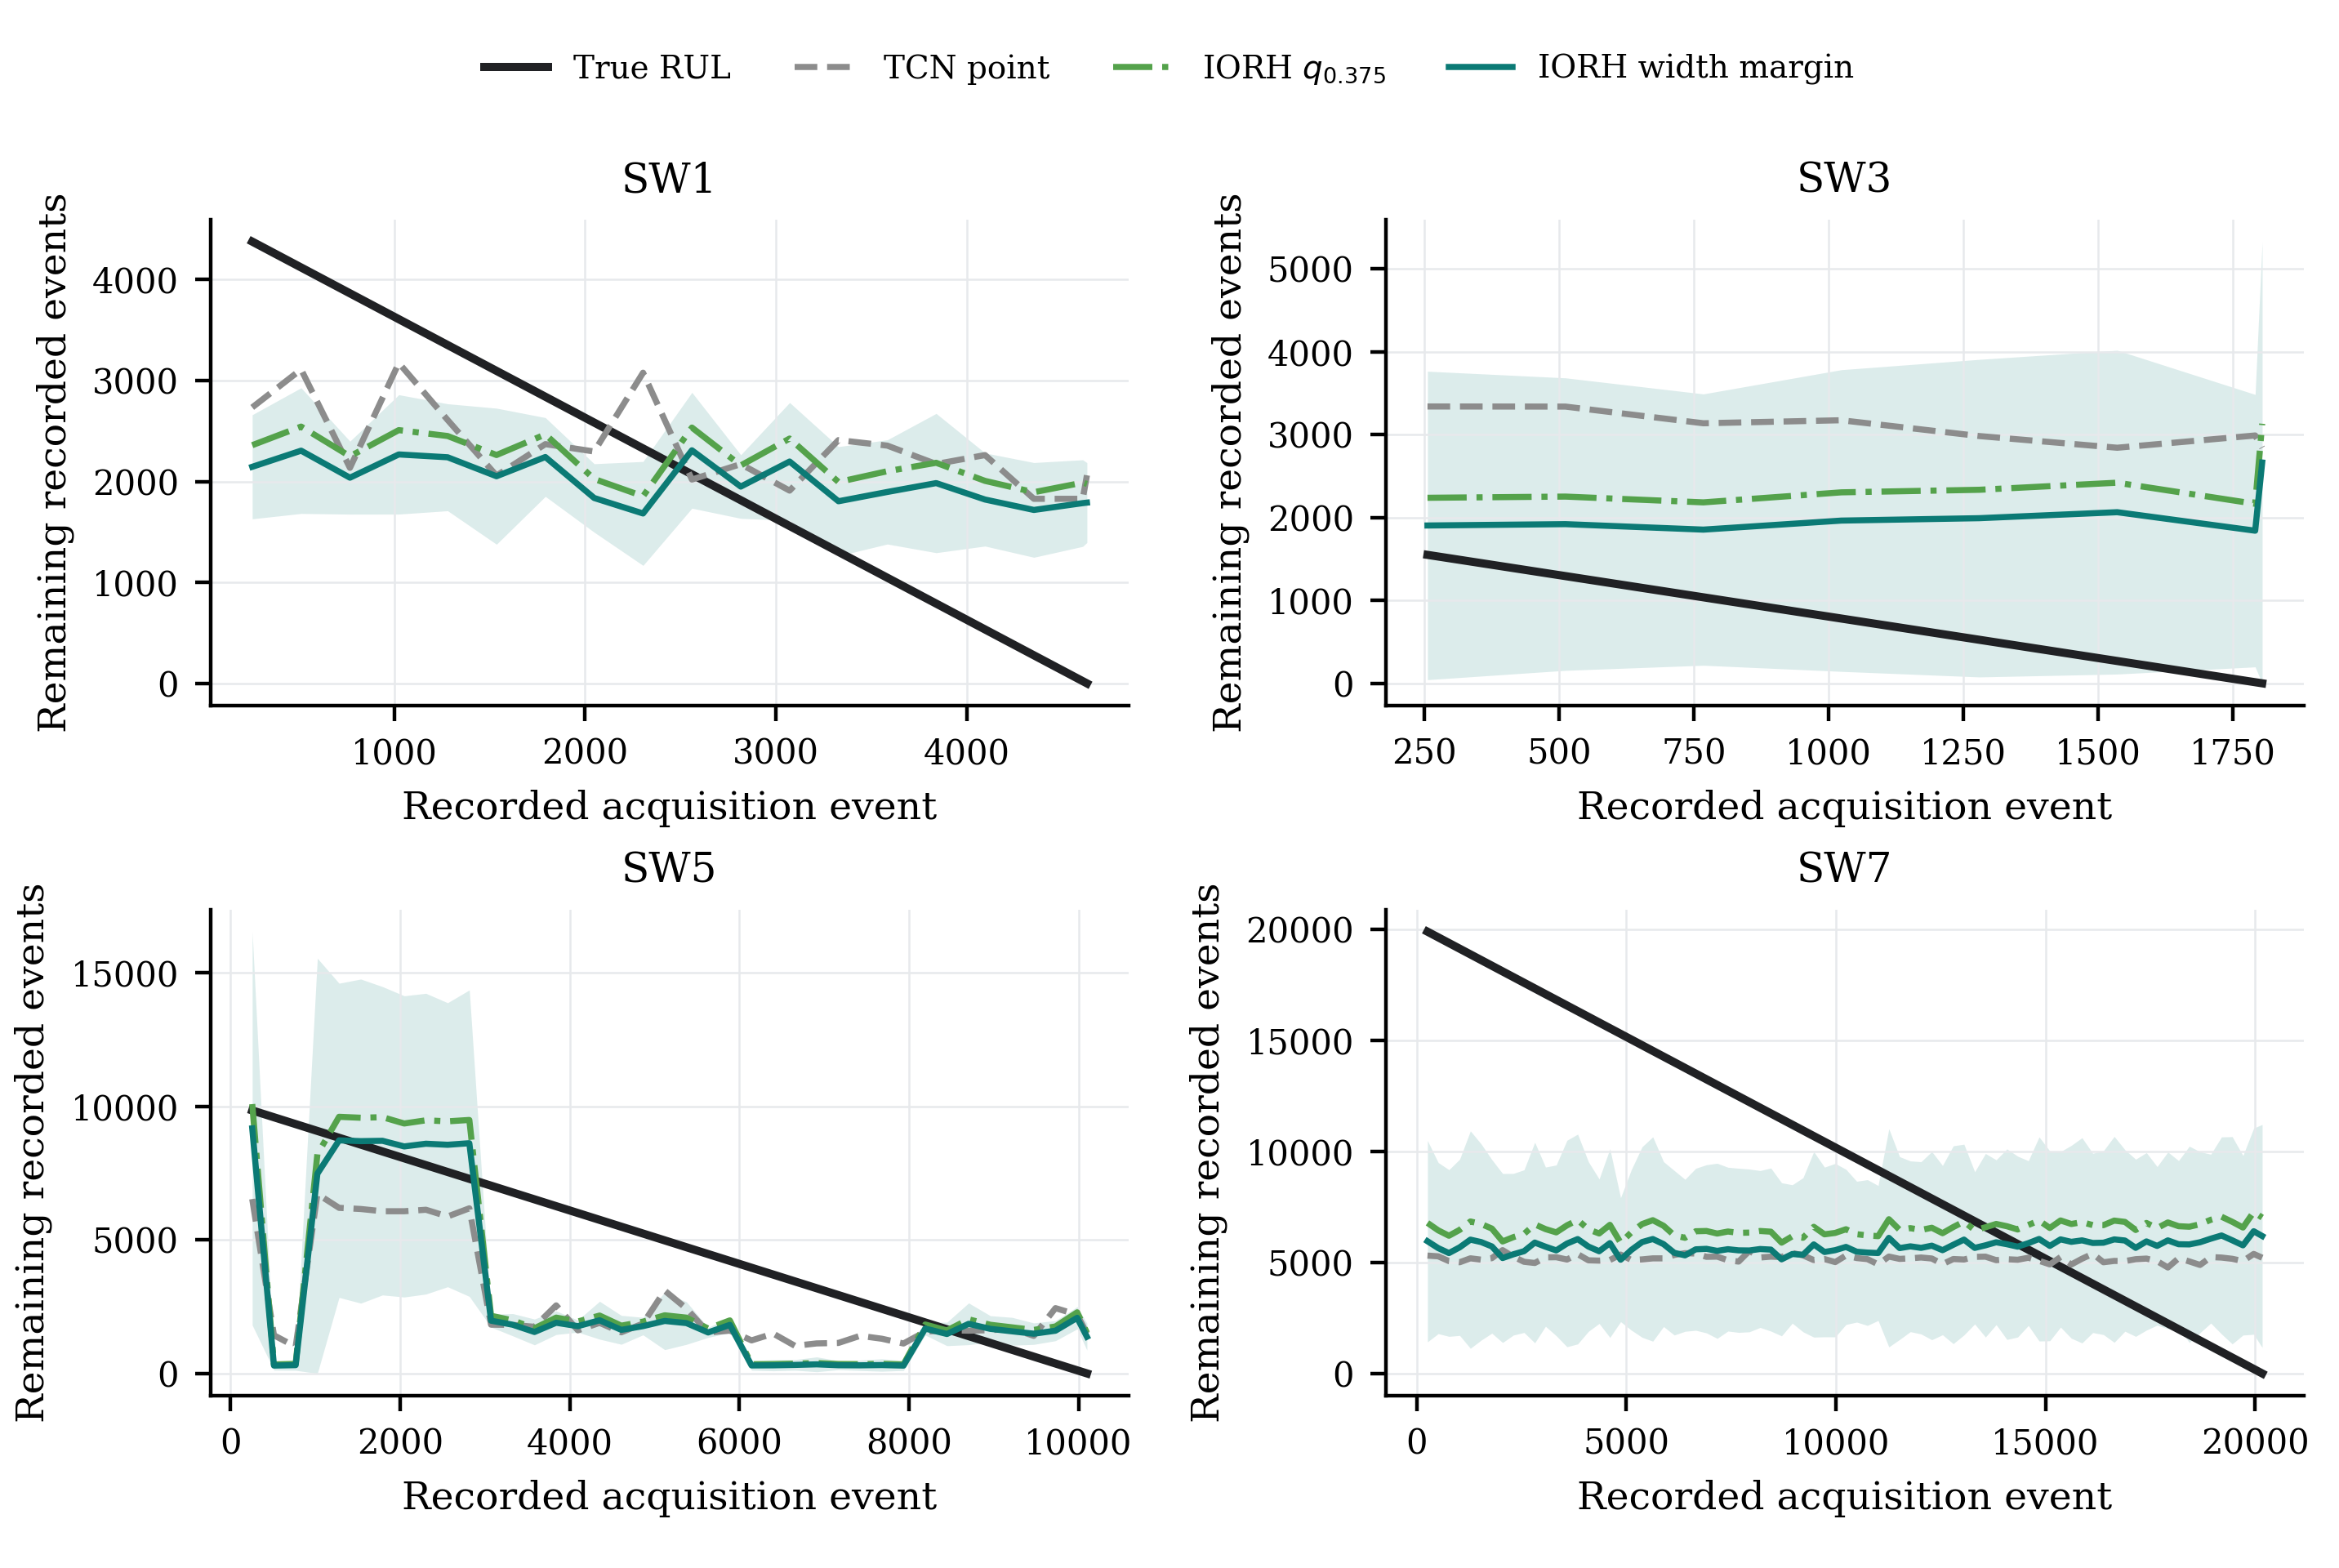 True RUL TCN point IORH q0.375 IORH width margin
SW1
Remaining recorded events
4000
3000
2000
1000
0
1000 2000 3000 4000
Recorded acquisition event
SW3
Remaining recorded events
5000
4000
3000
2000
1000
0
250 500 750 1000 1250 1500 1750
Recorded acquisition event
SW5
Remaining recorded events
15000
10000
5000
0
0 2000 4000 6000 8000 10000
Recorded acquisition event
SW7
Remaining recorded events
20000
15000
10000
5000
0
0 5000 10000 15000 20000
Recorded acquisition event